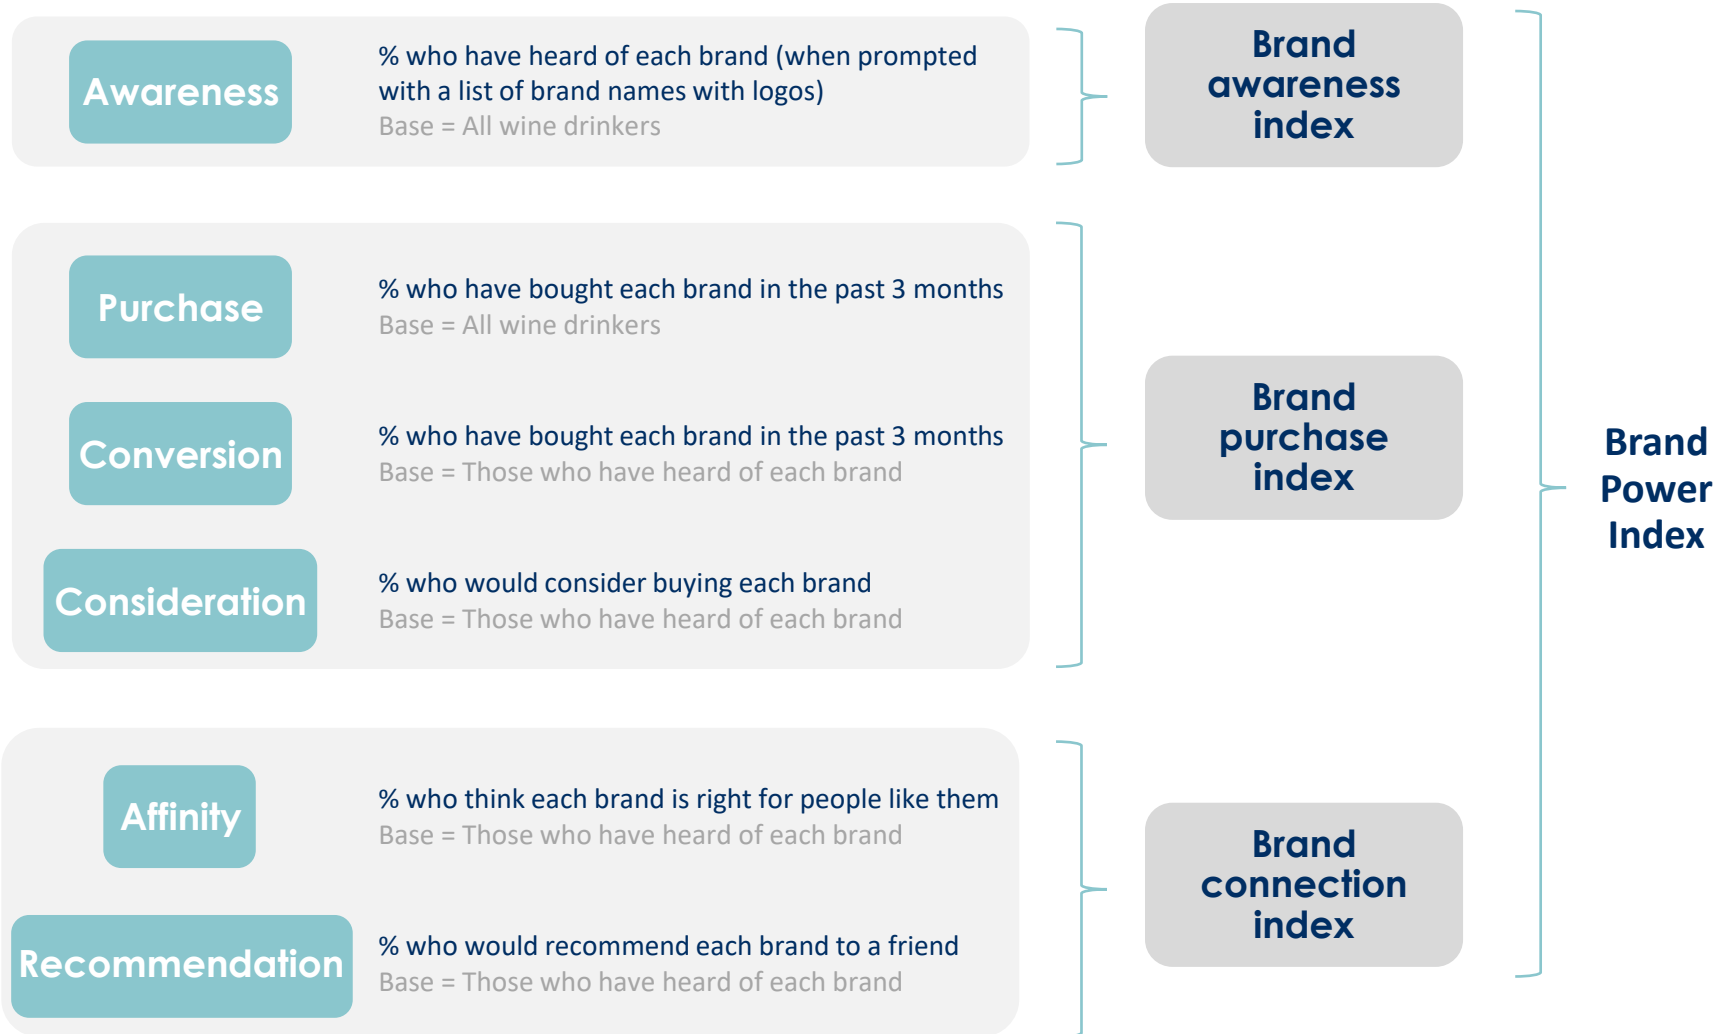 Awareness
% who have heard of each brand (when prompted
with a list of brand names with logos)
Base = All wine drinkers
Brand
awareness
index
Purchase
% who have bought each brand in the past 3 months
Base = All wine drinkers
Conversion
% who have bought each brand in the past 3 months
Base = Those who have heard of each brand
Consideration
% who would consider buying each brand
Base = Those who have heard of each brand
Brand
purchase
index
Affinity
% who think each brand is right for people like them
Base = Those who have heard of each brand
Recommendation
% who would recommend each brand to a friend
Base = Those who have heard of each brand
Brand
connection
index
Brand
Power
Index